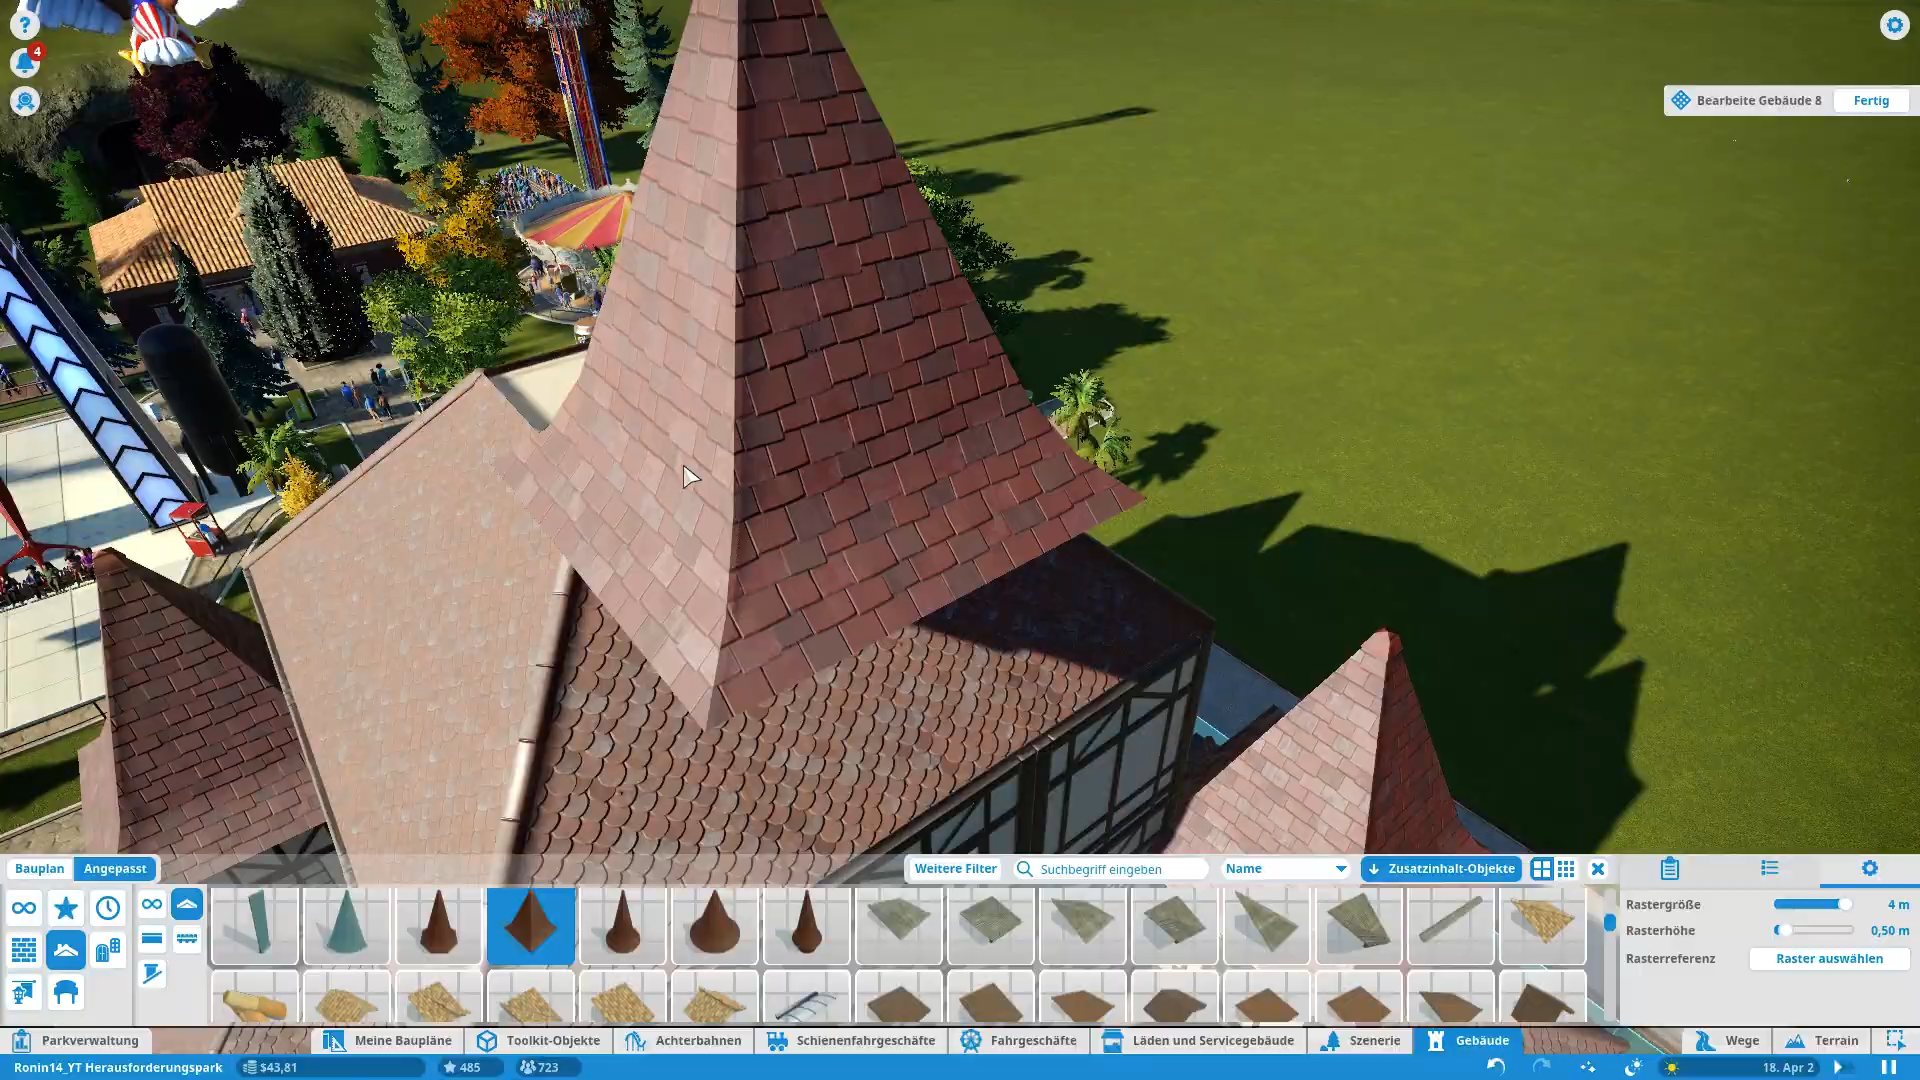 ?
4
Bearbeite Gebäude 8
Fertig
Bauplan
Angepasst
Weitere Filter
Suchbegriff eingeben
Name
Zusatzinhalt-Objekte
Rastergröße
4 m
Rasterhöhe
0,50 m
Rasterreferenz
Raster auswählen
Parkverwaltung
Meine Baupläne
Toolkit-Objekte
Achterbahnen
Schienenfahrgeschäfte
Fahrgeschäfte
Läden und Servicegebäude
Szenerie
Gebäude
Wege
Terrain
Ronin14_YT Herausforderungspark
$43,81
485
723
18. Apr 2